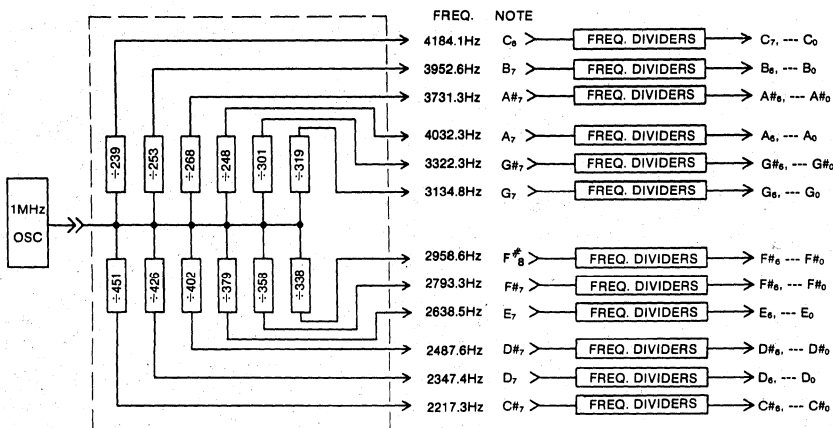 FREQ. NOTE
4184.1Hz C₈ FREQ. DIVIDERS C₇, --- C₀
3952.6Hz B₇ FREQ. DIVIDERS B₆, --- B₀
3731.3Hz A#₇ FREQ. DIVIDERS A#₆, --- A#₀
4032.3Hz A₇ FREQ. DIVIDERS A₆, --- A₀
3322.3Hz G#₇ FREQ. DIVIDERS G#₆, --- G#₀
3134.8Hz G₇ FREQ. DIVIDERS G₆, --- G₀
÷239 ÷253 ÷268 ÷248 ÷301 ÷319
1MHz
OSC
÷451 ÷426 ÷402 ÷379 ÷358 ÷338
2958.6Hz F#₈ FREQ. DIVIDERS F#₆ --- F#₀
2793.3Hz F#₇ FREQ. DIVIDERS F#₆, --- F#₀
2638.5Hz E₇ FREQ. DIVIDERS E₆, --- E₀
2487.6Hz D#₇ FREQ. DIVIDERS D#₆, --- D#₀
2347.4Hz D₇ FREQ. DIVIDERS D₆, --- D₀
2217.3Hz C#₇ FREQ. DIVIDERS C#₆, --- C#₀